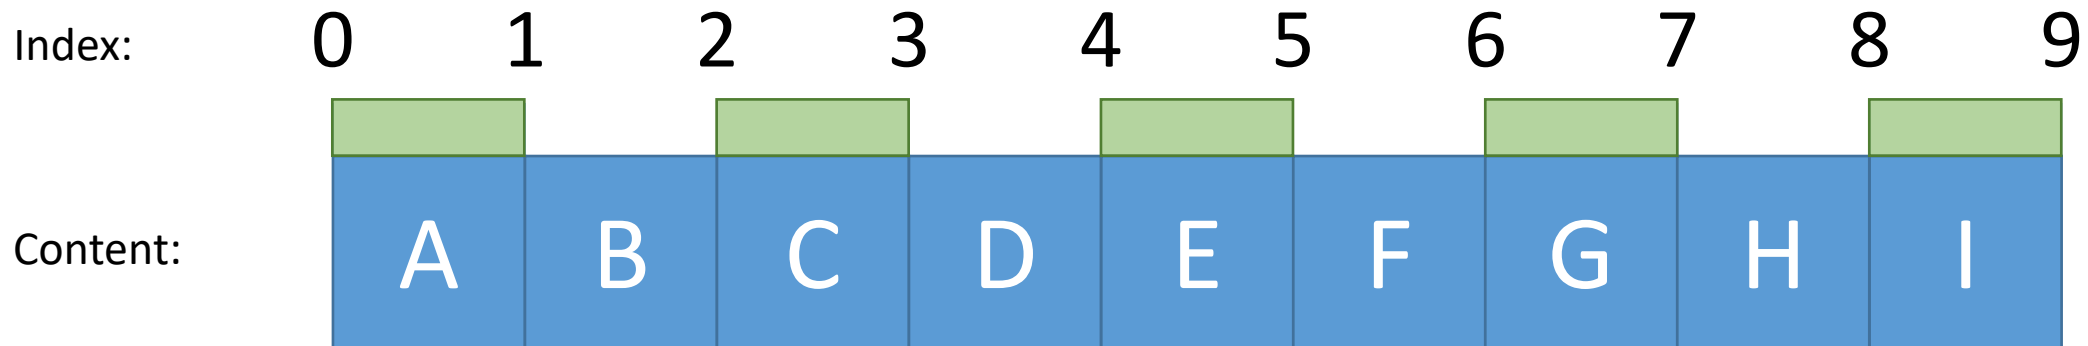 Index: 0 1 2 3 4 5 6 7 8 9
Content: A B C D E F G H I